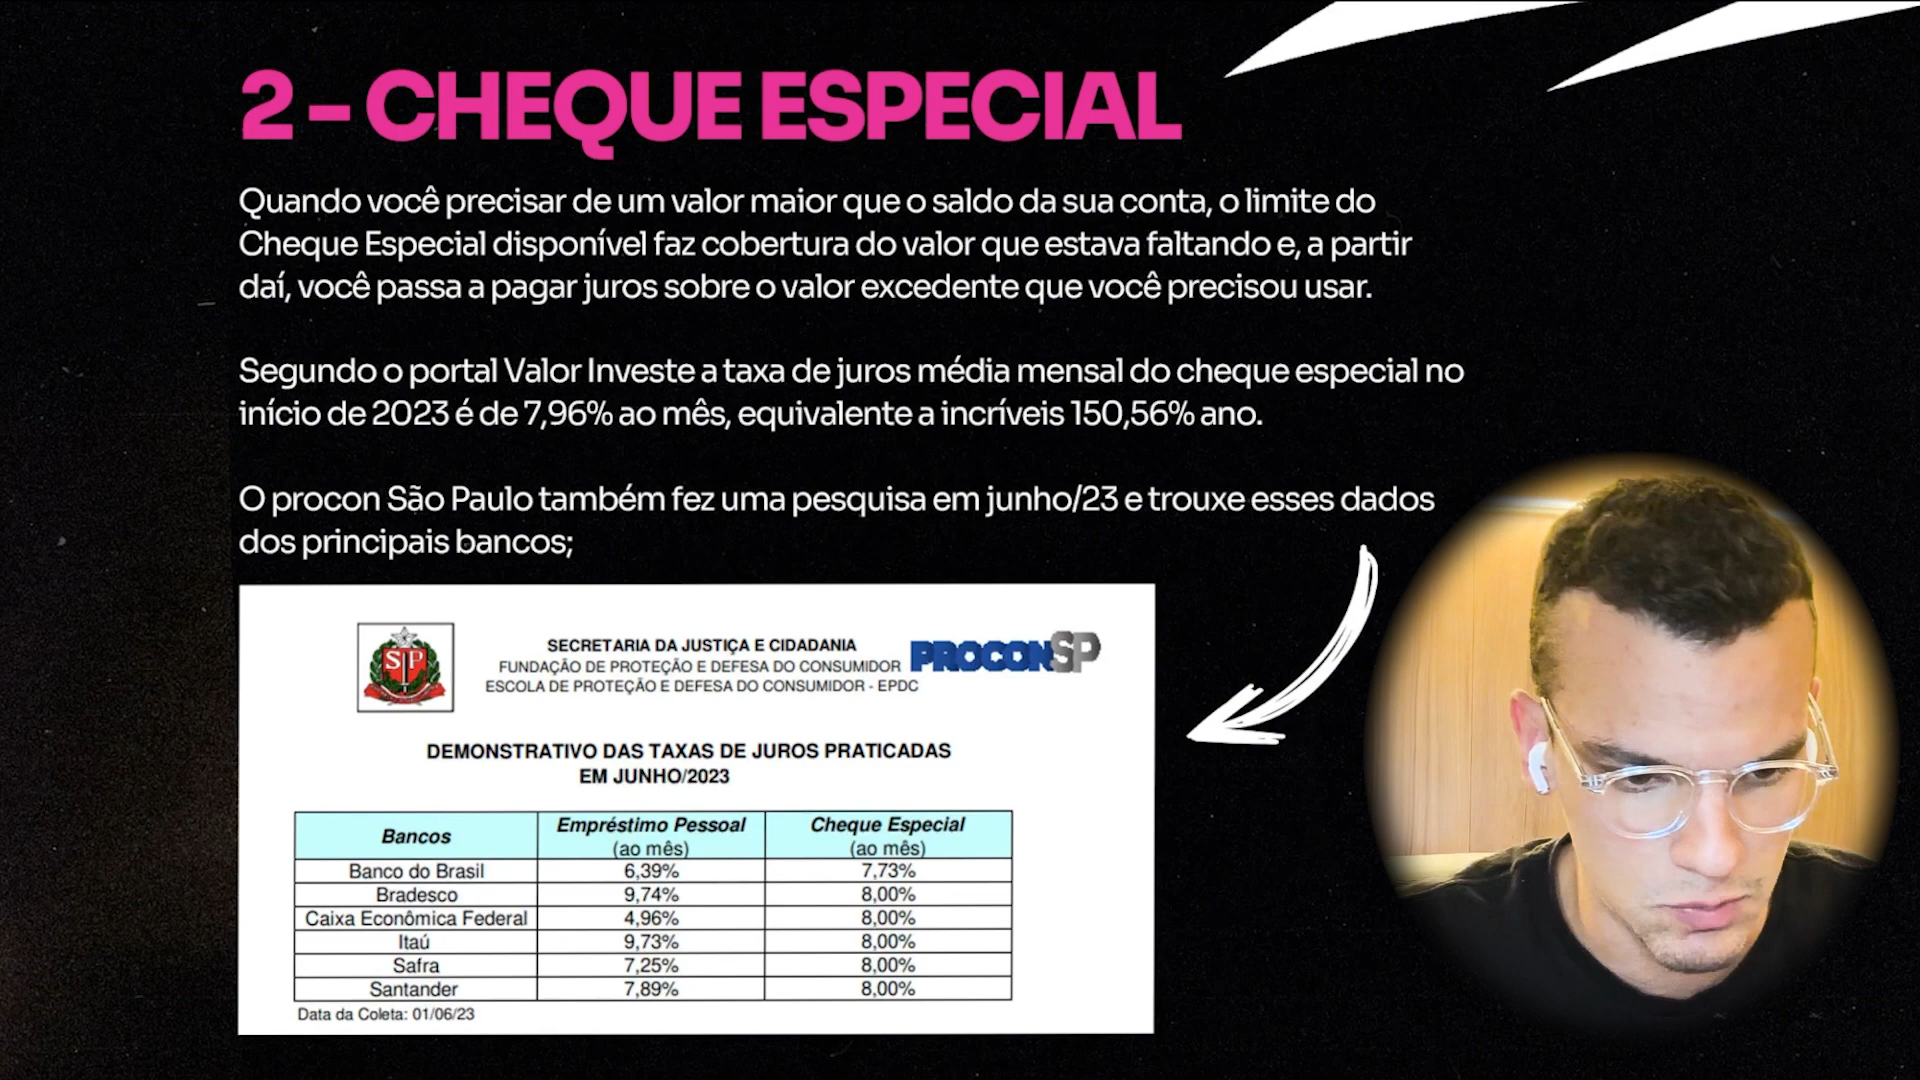 2 – CHEQUE ESPECIAL
Quando você precisar de um valor maior que o saldo da sua conta, o limite do
Cheque Especial disponível faz cobertura do valor que estava faltando e, a partir
daí, você passa a pagar juros sobre o valor excedente que você precisou usar.
Segundo o portal Valor Investe a taxa de juros média mensal do cheque especial no
início de 2023 é de 7,96% ao mês, equivalente a incríveis 150,56% ano.
O procon São Paulo também fez uma pesquisa em junho/23 e trouxe esses dados
dos principais bancos;
SP
SECRETARIA DA JUSTIÇA E CIDADANIA
FUNDAÇÃO DE PROTEÇÃO E DEFESA DO CONSUMIDOR
ESCOLA DE PROTEÇÃO E DEFESA DO CONSUMIDOR - EPDC
PROCONSP
DEMONSTRATIVO DAS TAXAS DE JUROS PRATICADAS
EM JUNHO/2023
Bancos Empréstimo Pessoal (ao mês) Cheque Especial (ao mês)
Banco do Brasil 6,39% 7,73%
Bradesco 9,74% 8,00%
Caixa Econômica Federal 4,96% 8,00%
Itaú 9,73% 8,00%
Safra 7,25% 8,00%
Santander 7,89% 8,00%
Data da Coleta: 01/06/23